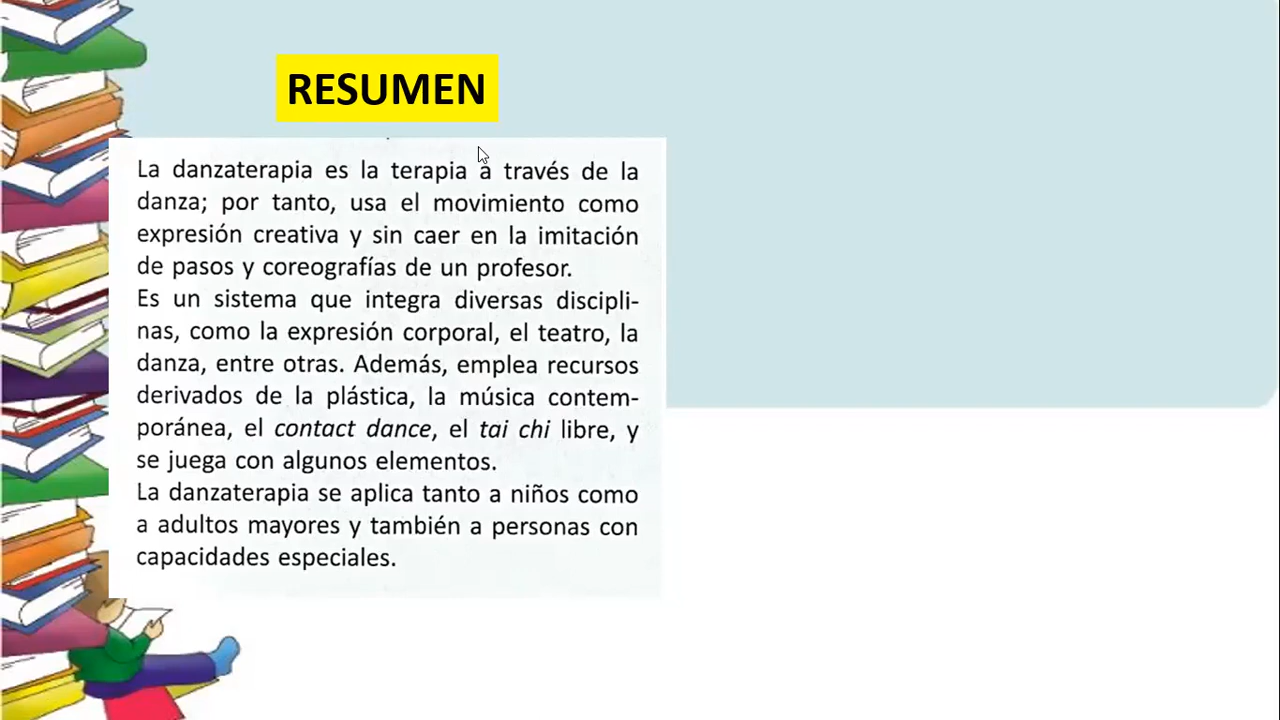 RESUMEN
La danzaterapia es la terapia a través de la
danza; por tanto, usa el movimiento como
expresión creativa y sin caer en la imitación
de pasos y coreografías de un profesor.
Es un sistema que integra diversas discipli-
nas, como la expresión corporal, el teatro, la
danza, entre otras. Además, emplea recursos
derivados de la plástica, la música contem-
poránea, el contact dance, el tai chi libre, y
se juega con algunos elementos.
La danzaterapia se aplica tanto a niños como
a adultos mayores y también a personas con
capacidades especiales.